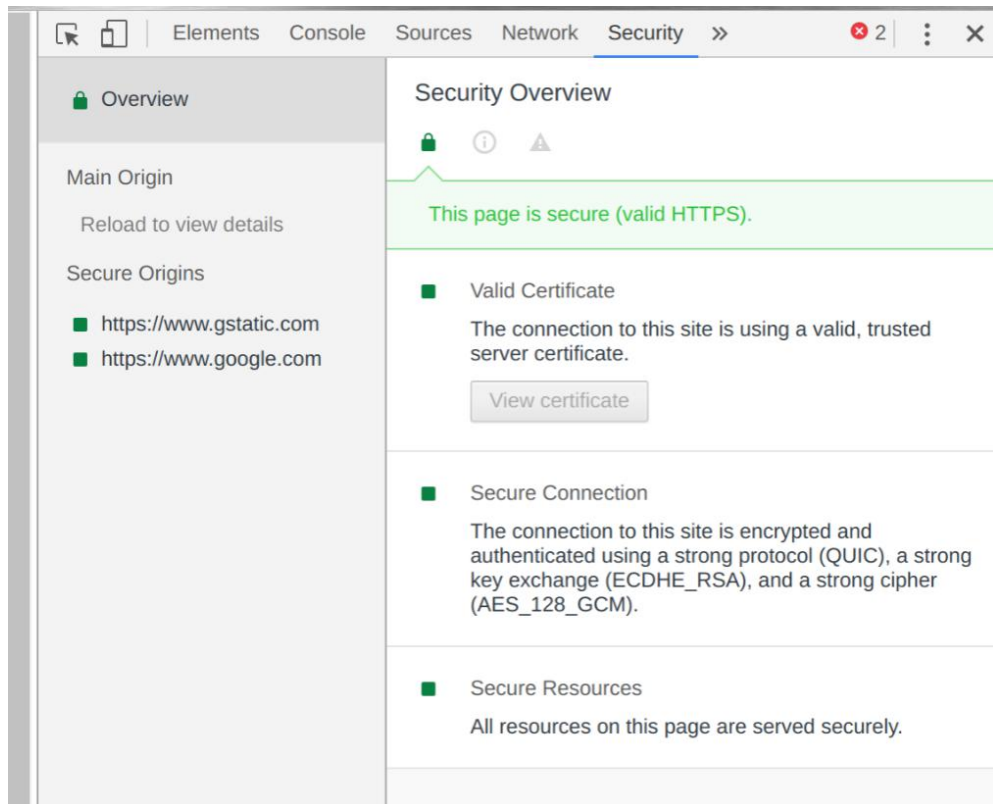 Elements Console Sources Network Security » 2
Overview
Main Origin
Reload to view details
Secure Origins
https://www.gstatic.com
https://www.google.com
Security Overview
This page is secure (valid HTTPS).
Valid Certificate
The connection to this site is using a valid, trusted
server certificate.
View certificate
Secure Connection
The connection to this site is encrypted and
authenticated using a strong protocol (QUIC), a strong
key exchange (ECDHE_RSA), and a strong cipher
(AES_128_GCM).
Secure Resources
All resources on this page are served securely.